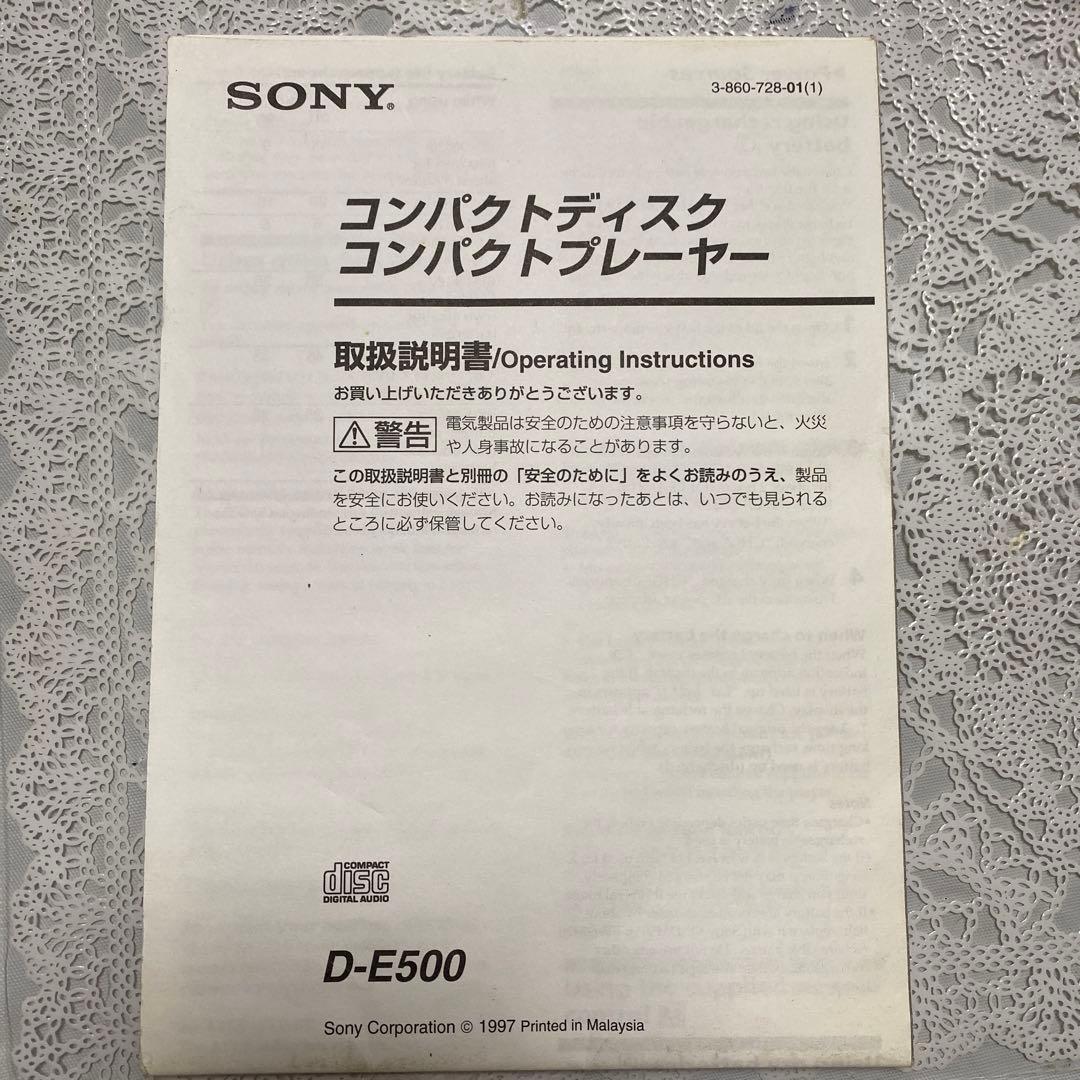 SONY®
3-860-728-01(1)
コンパクトディスク
コンパクトプレーヤー
取扱説明書/Operating Instructions
お買い上げいただきありがとうございます。
⚠警告
電気製品は安全のための注意事項を守らないと、火災
や人身事故になることがあります。
この取扱説明書と別冊の「安全のために」をよくお読みのうえ、製品
を安全にお使いください。お読みになったあとは、いつでも見られる
ところに必ず保管してください。
COMPACT
disc
DIGITAL AUDIO
D-E500
Sony Corporation © 1997 Printed in Malaysia